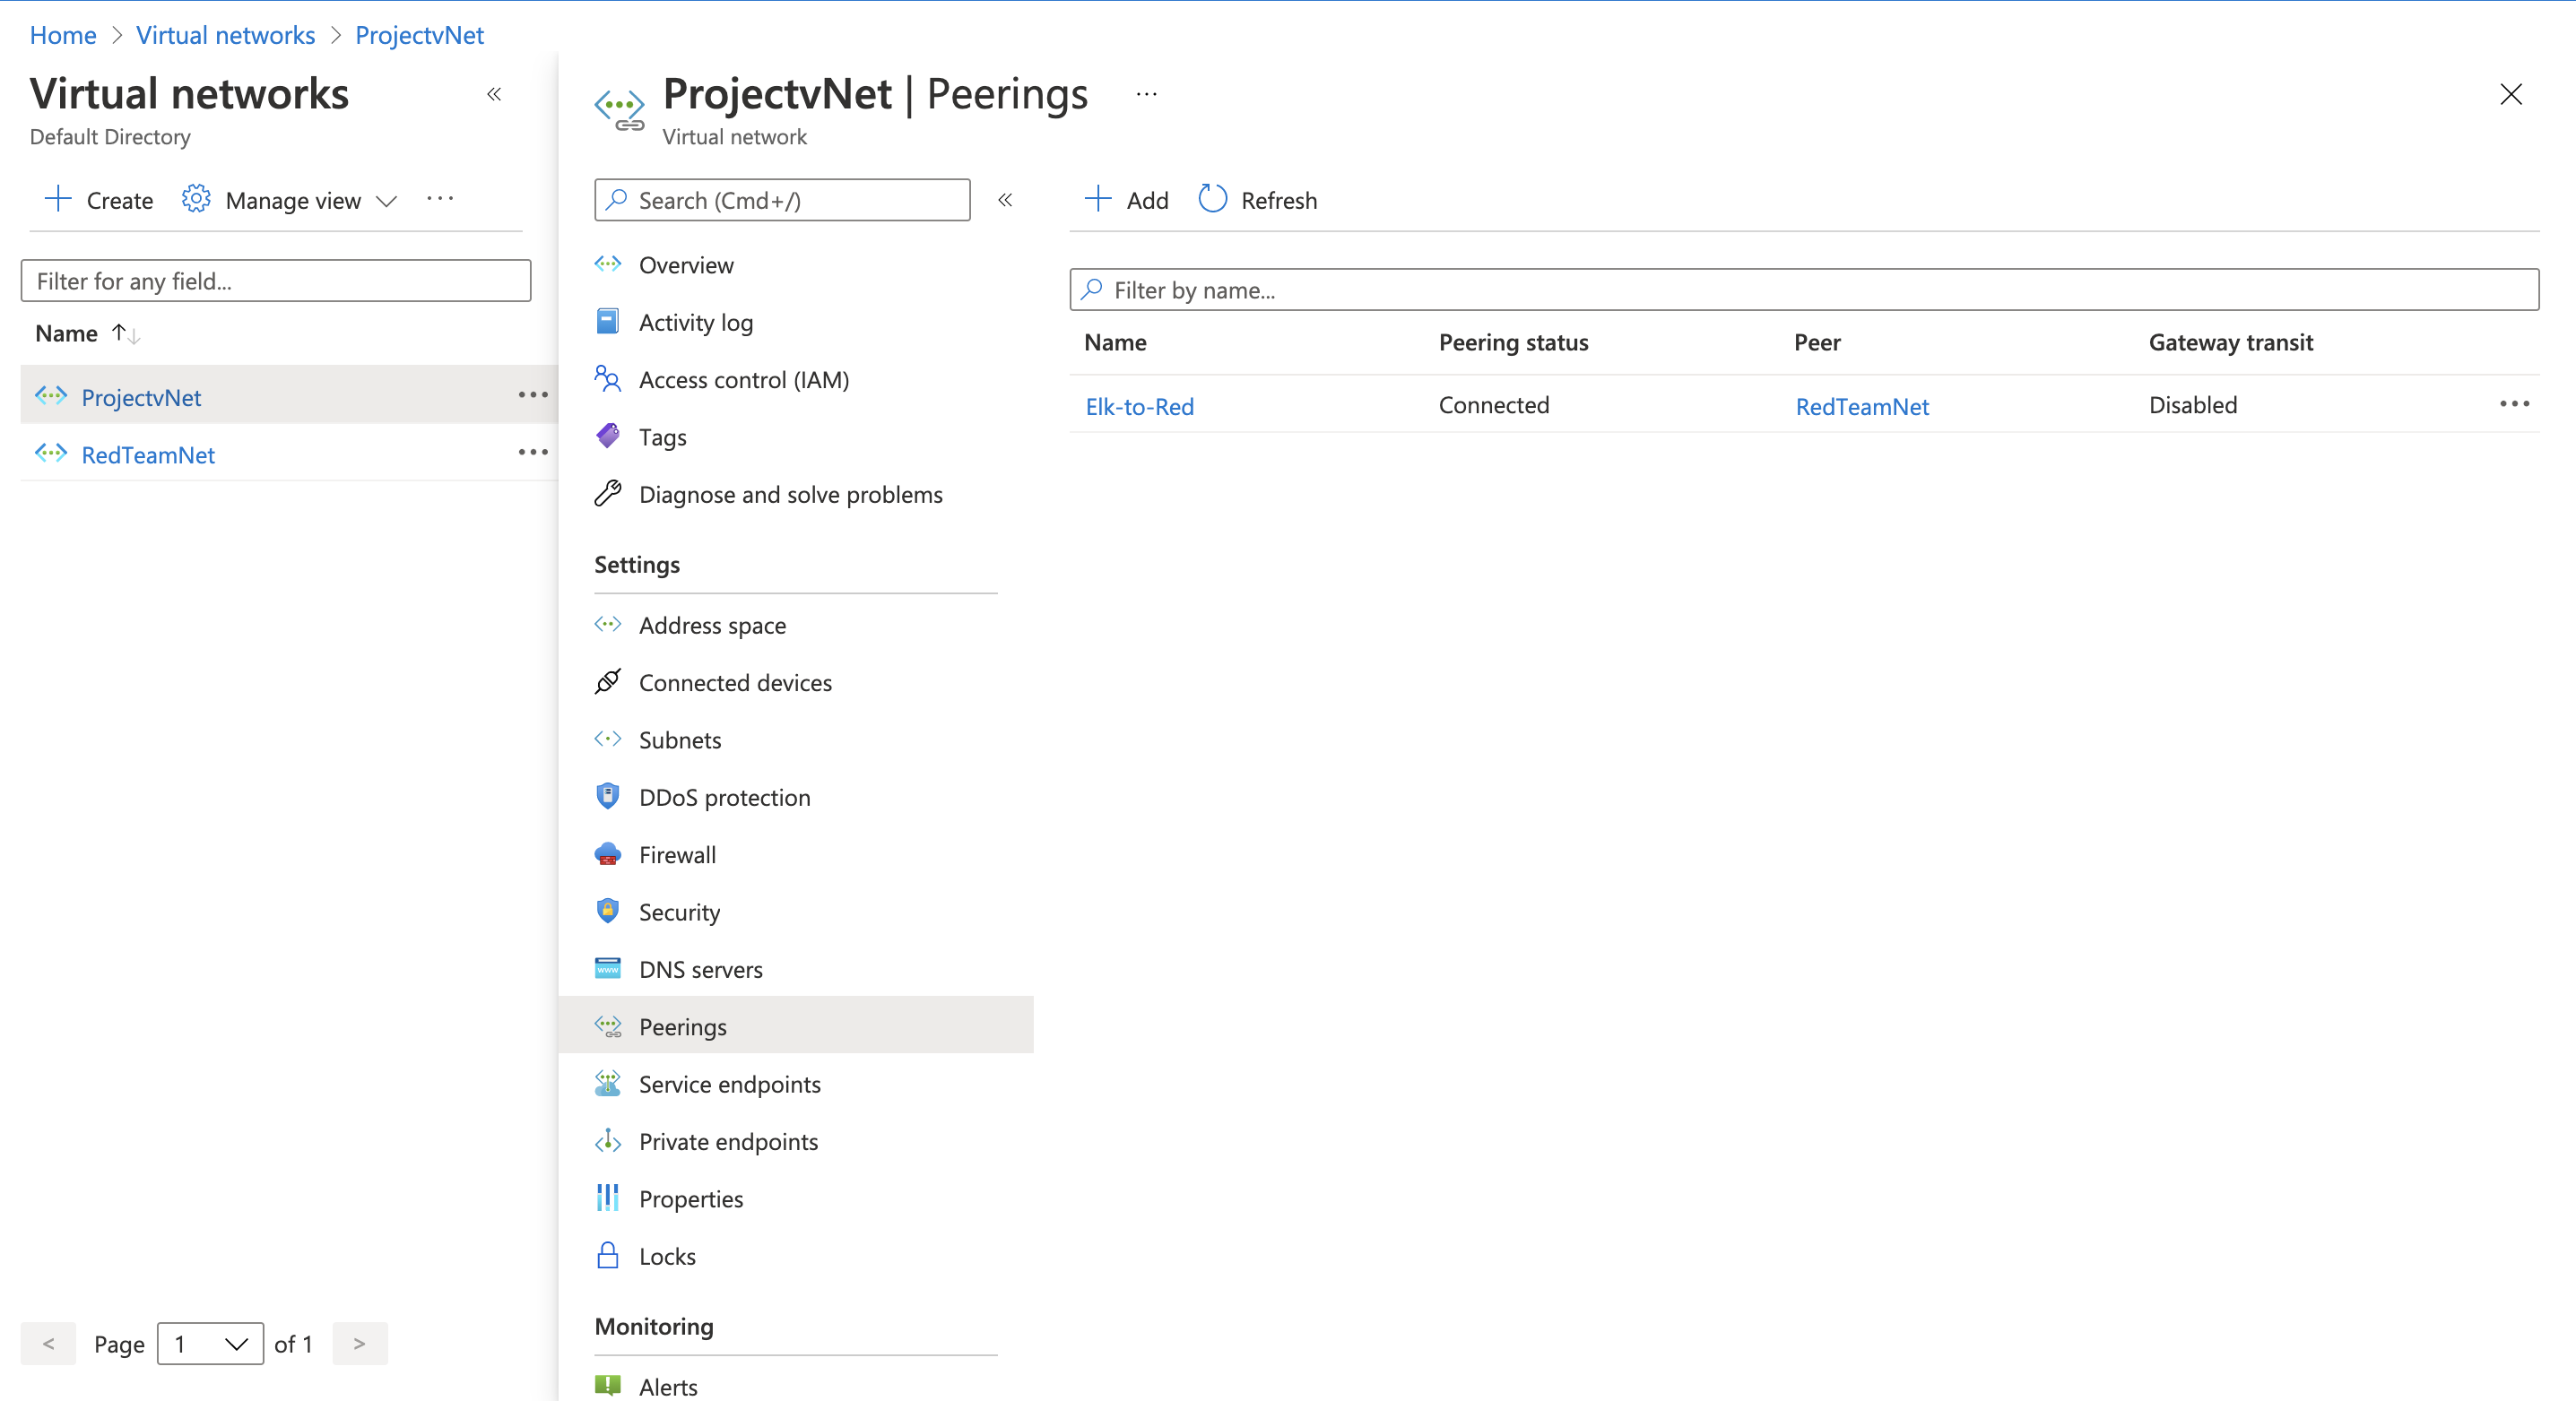 Home > Virtual networks > ProjectvNet
Virtual networks
Default Directory
Create
Manage view
Filter for any field...
Name
ProjectvNet
RedTeamNet
< Page 1 of 1 >
ProjectvNet | Peerings
Virtual network
Search (Cmd+/)
Overview
Activity log
Access control (IAM)
Tags
Diagnose and solve problems
Settings
Address space
Connected devices
Subnets
DDoS protection
Firewall
Security
DNS servers
Peerings
Service endpoints
Private endpoints
Properties
Locks
Monitoring
Alerts
Add
Refresh
Filter by name...
Name Peering status Peer Gateway transit
Elk-to-Red Connected RedTeamNet Disabled